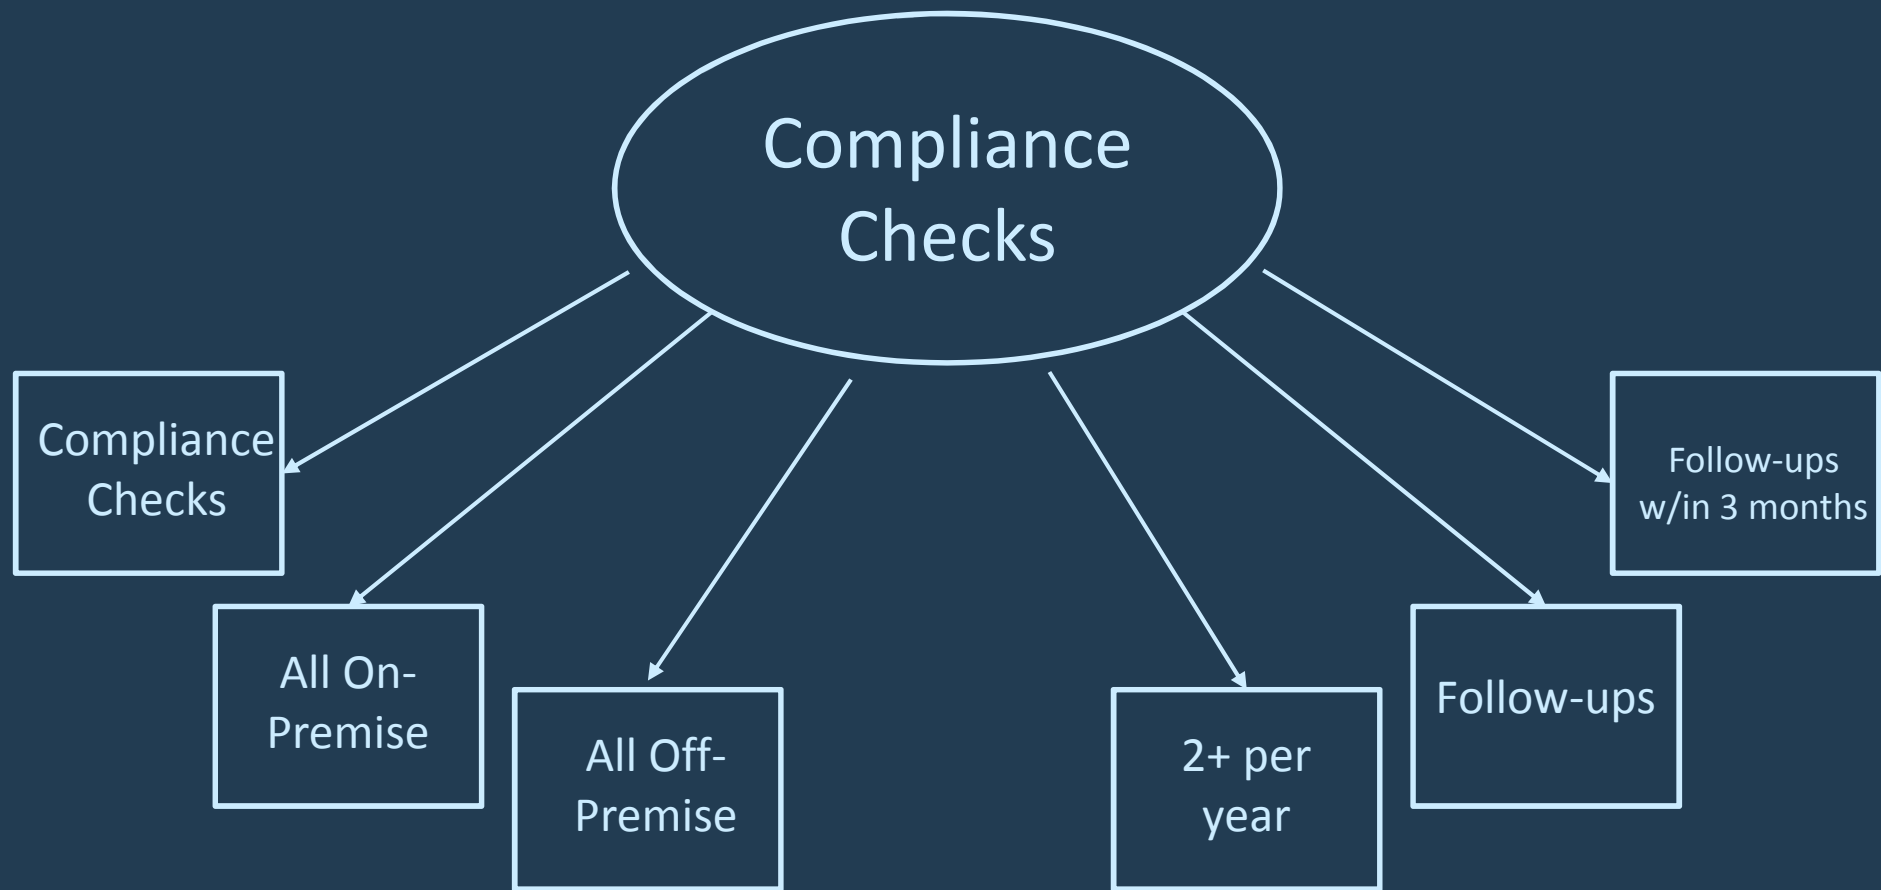 Compliance
Checks
Compliance
Checks
All On-
Premise
All Off-
Premise
2+ per
year
Follow-ups
Follow-ups
w/in 3 months